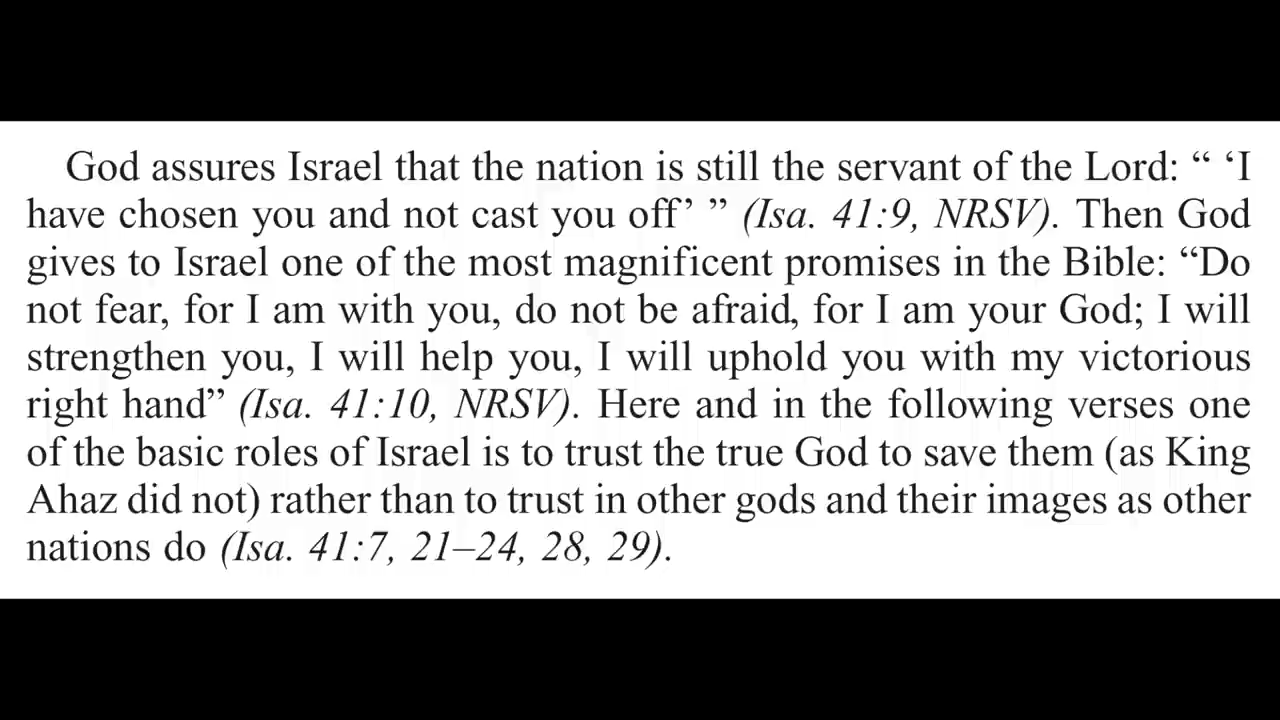 God assures Israel that the nation is still the servant of the Lord: “ ‘I
have chosen you and not cast you off’ ” (Isa. 41:9, NRSV). Then God
gives to Israel one of the most magnificent promises in the Bible: “Do
not fear, for I am with you, do not be afraid, for I am your God; I will
strengthen you, I will help you, I will uphold you with my victorious
right hand” (Isa. 41:10, NRSV). Here and in the following verses one
of the basic roles of Israel is to trust the true God to save them (as King
Ahaz did not) rather than to trust in other gods and their images as other
nations do (Isa. 41:7, 21–24, 28, 29).